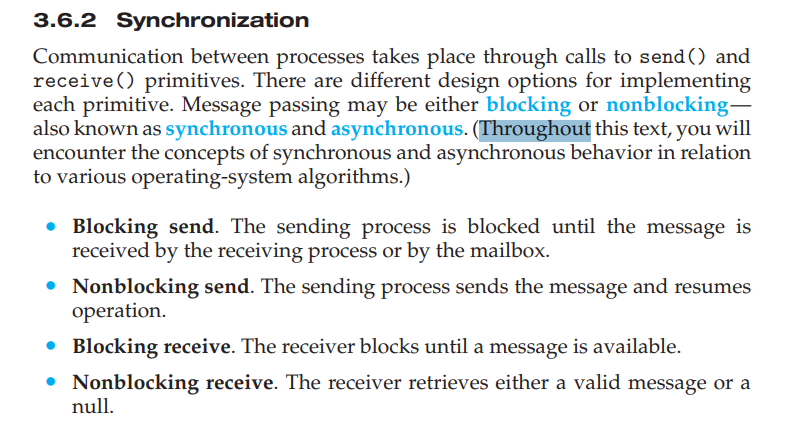 3.6.2 Synchronization
Communication between processes takes place through calls to send() and
receive() primitives. There are different design options for implementing
each primitive. Message passing may be either blocking or nonblocking—
also known as synchronous and asynchronous. (Throughout this text, you will
encounter the concepts of synchronous and asynchronous behavior in relation
to various operating-system algorithms.)
• Blocking send. The sending process is blocked until the message is
received by the receiving process or by the mailbox.
• Nonblocking send. The sending process sends the message and resumes
operation.
• Blocking receive. The receiver blocks until a message is available.
• Nonblocking receive. The receiver retrieves either a valid message or a
null.